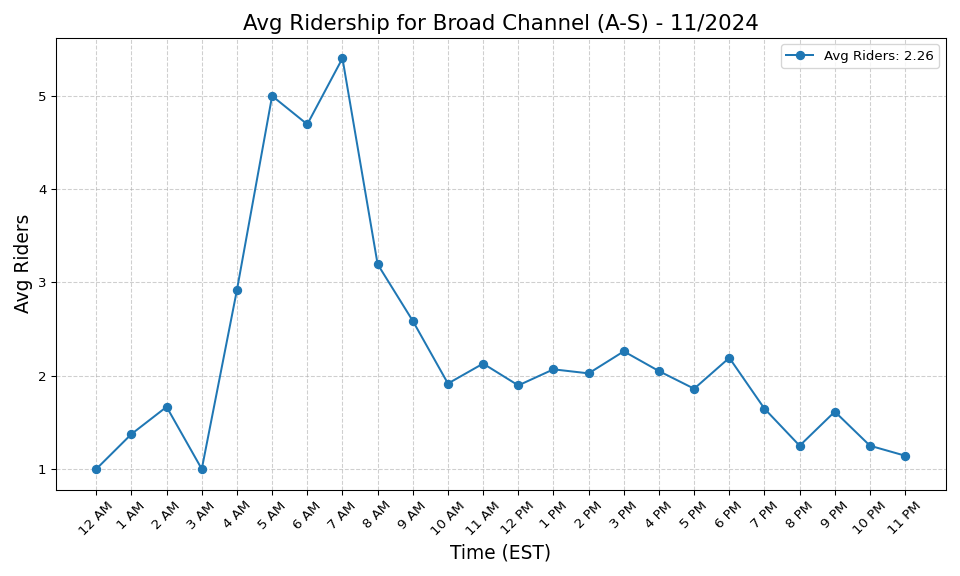 Avg Ridership for Broad Channel (A-S) - 11/2024
Avg Riders: 2.26
Avg Riders
5
4
3
2
1
12 AM
1 AM
2 AM
3 AM
4 AM
5 AM
6 AM
7 AM
8 AM
9 AM
10 AM
11 AM
12 PM
1 PM
2 PM
3 PM
4 PM
5 PM
6 PM
7 PM
8 PM
9 PM
10 PM
11 PM
Time (EST)